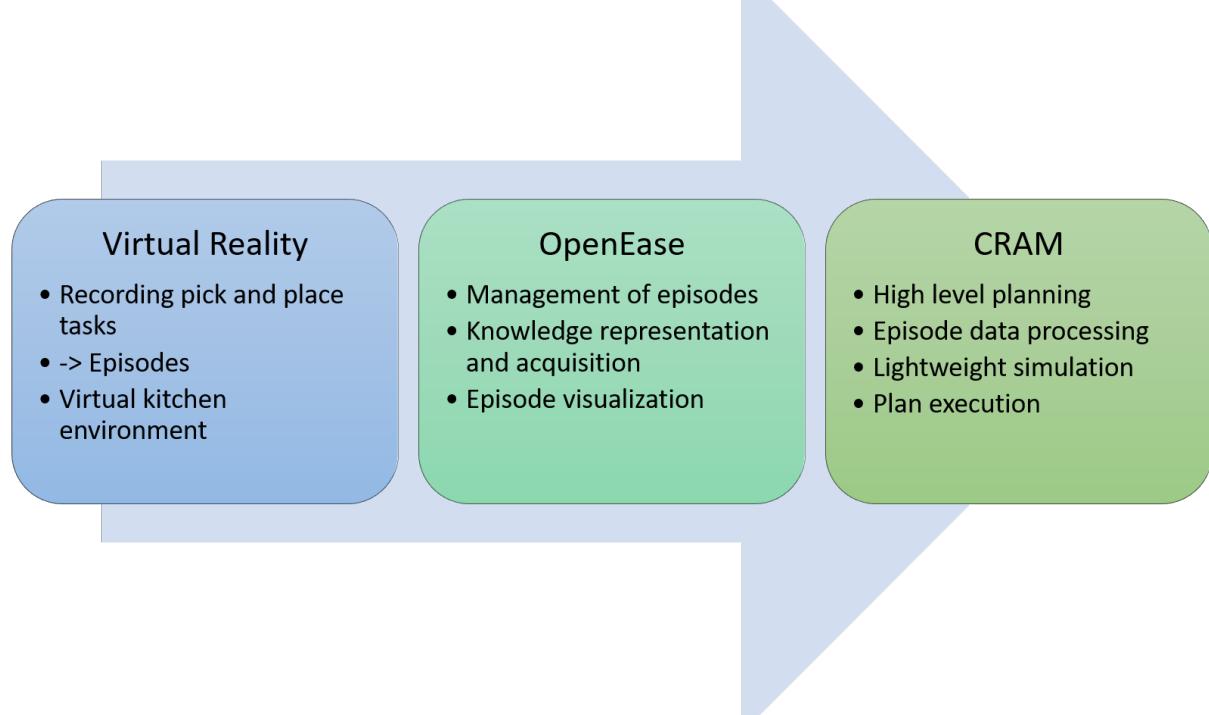 Virtual Reality
• Recording pick and place
tasks
• -> Episodes
• Virtual kitchen
environment
OpenEase
• Management of episodes
• Knowledge representation
and acquisition
• Episode visualization
CRAM
• High level planning
• Episode data processing
• Lightweight simulation
• Plan execution